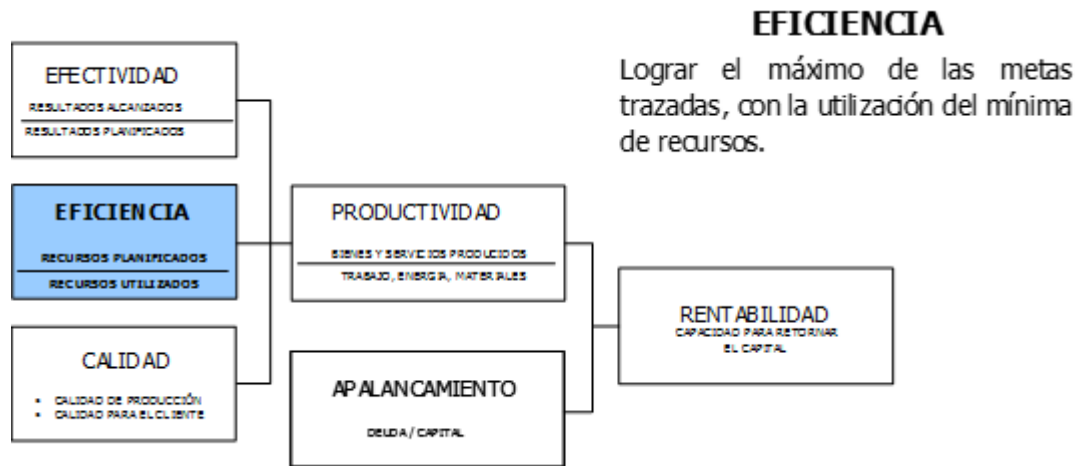 EFICIENCIA
Lograr el máximo de las metas
trazadas, con la utilización del mínima
de recursos.
EFECTIVIDAD
RESULTADOS ALCANZADOS
RESULTADOS PLANIFICADOS
EFICIENCIA
RECURSOS PLANIFICADOS
RECURSOS UTILIZADOS
CALIDAD
• CALIDAD DE PRODUCCIÓN
• CALIDAD PARA EL CLIENTE
PRODUCTIVIDAD
BIENES Y SERVICIOS PRODUCIDOS
TRABAJO, ENERGIA, MATERIALES
APALANCAMIENTO
DEUDA / CAPITAL
RENTABILIDAD
CAPACIDAD PARA RETORNAR
EL CAPITAL